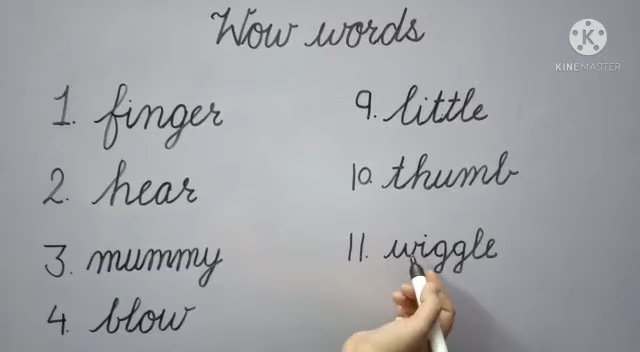 Wow words
1. finger
2. hear
3. mummy
4. blow
9. little
10. thumb
11. wiggle
K
KINEMASTER